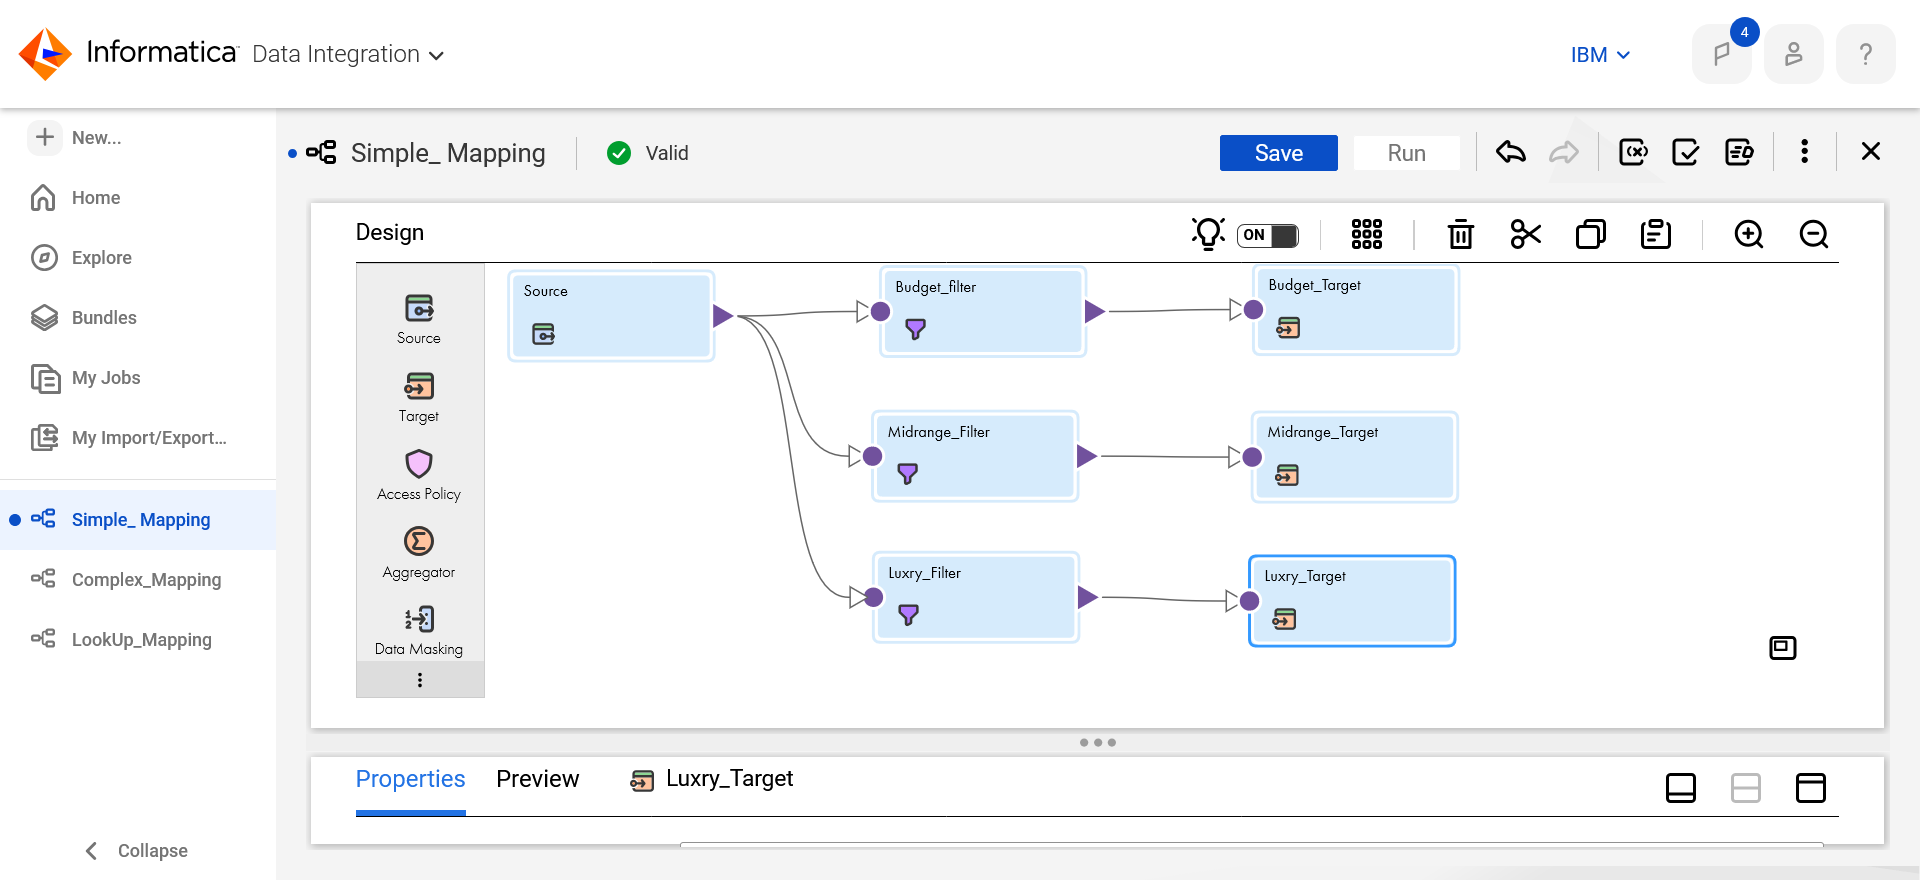 Informatica Data Integration
IBM
4
?
New...
Home
Explore
Bundles
My Jobs
My Import/Export...
Simple_ Mapping
Complex_Mapping
LookUp_Mapping
Collapse
Simple_ Mapping
Valid
Save
Run
Design
ON
Source
Target
Access Policy
Aggregator
1
2
Data Masking
Source
Budget_filter
Budget_Target
Midrange_Filter
Midrange_Target
Luxry_Filter
Luxry_Target
Properties
Preview
Luxry_Target